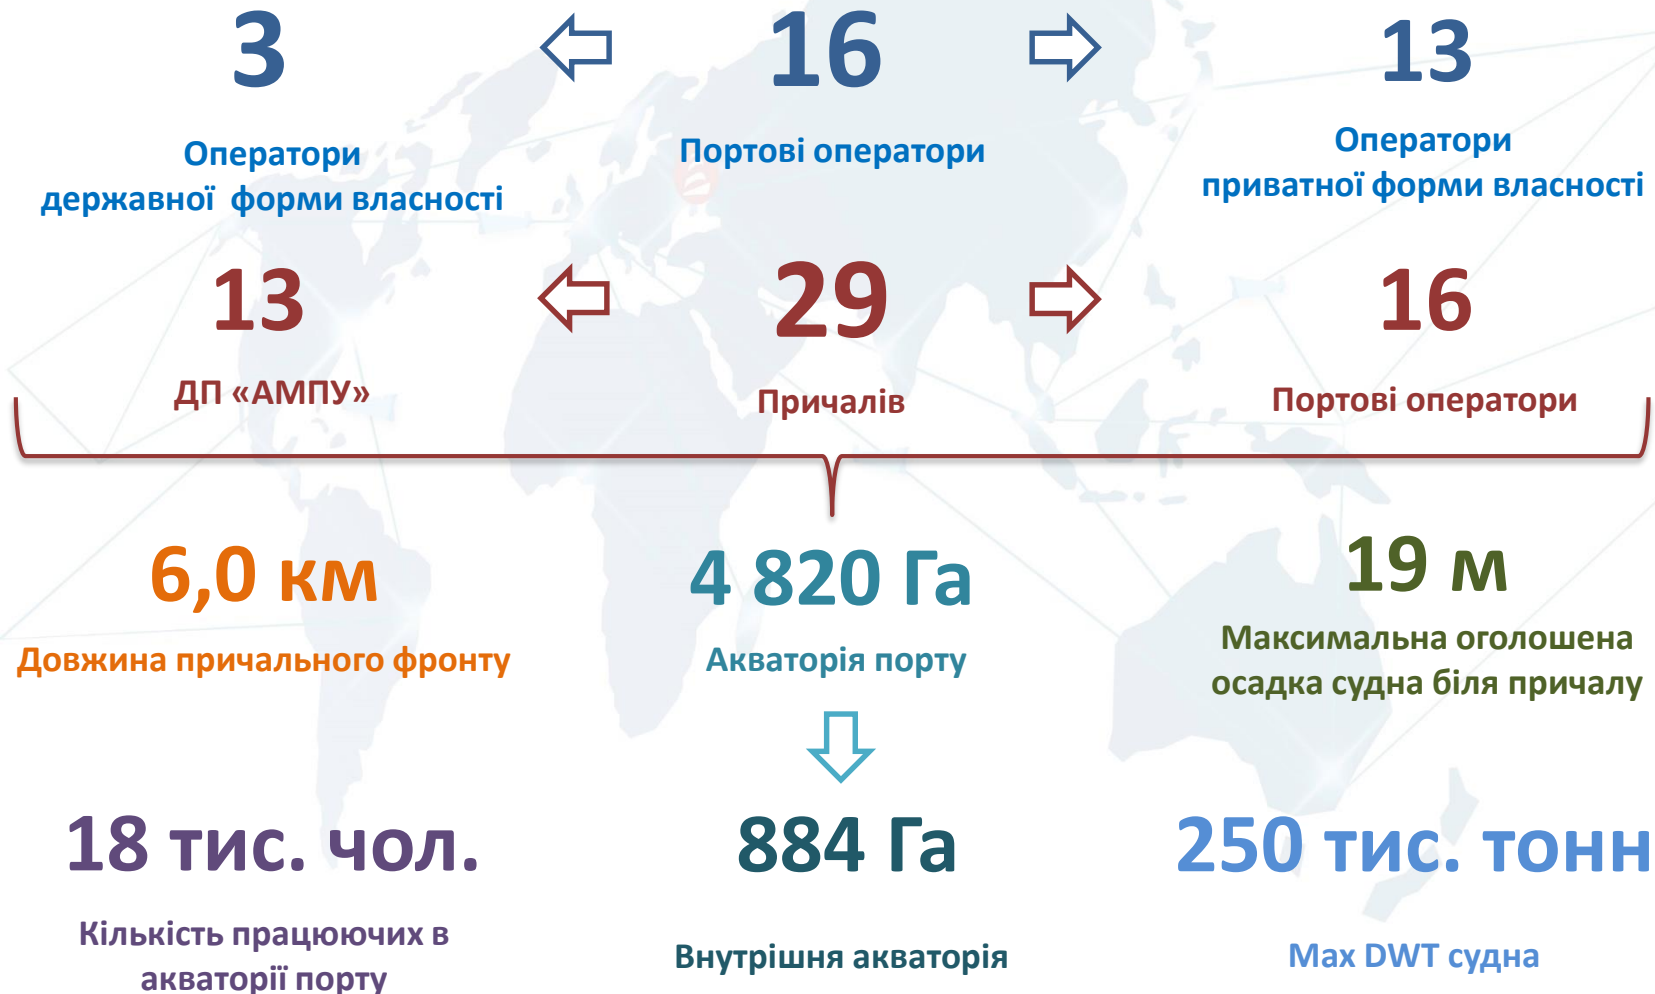 3
16
13
Оператори
державної форми власності
Портові оператори
Оператори
приватної форми власності
13
29
16
ДП «АМПУ»
Причалів
Портові оператори
6,0 км
4 820 Га
19 м
Довжина причального фронту
Акваторія порту
Максимальна оголошена
осадка судна біля причалу
18 тис. чол.
884 Га
250 тис. тонн
Кількість працюючих в
акваторії порту
Внутрішня акваторія
Max DWT судна